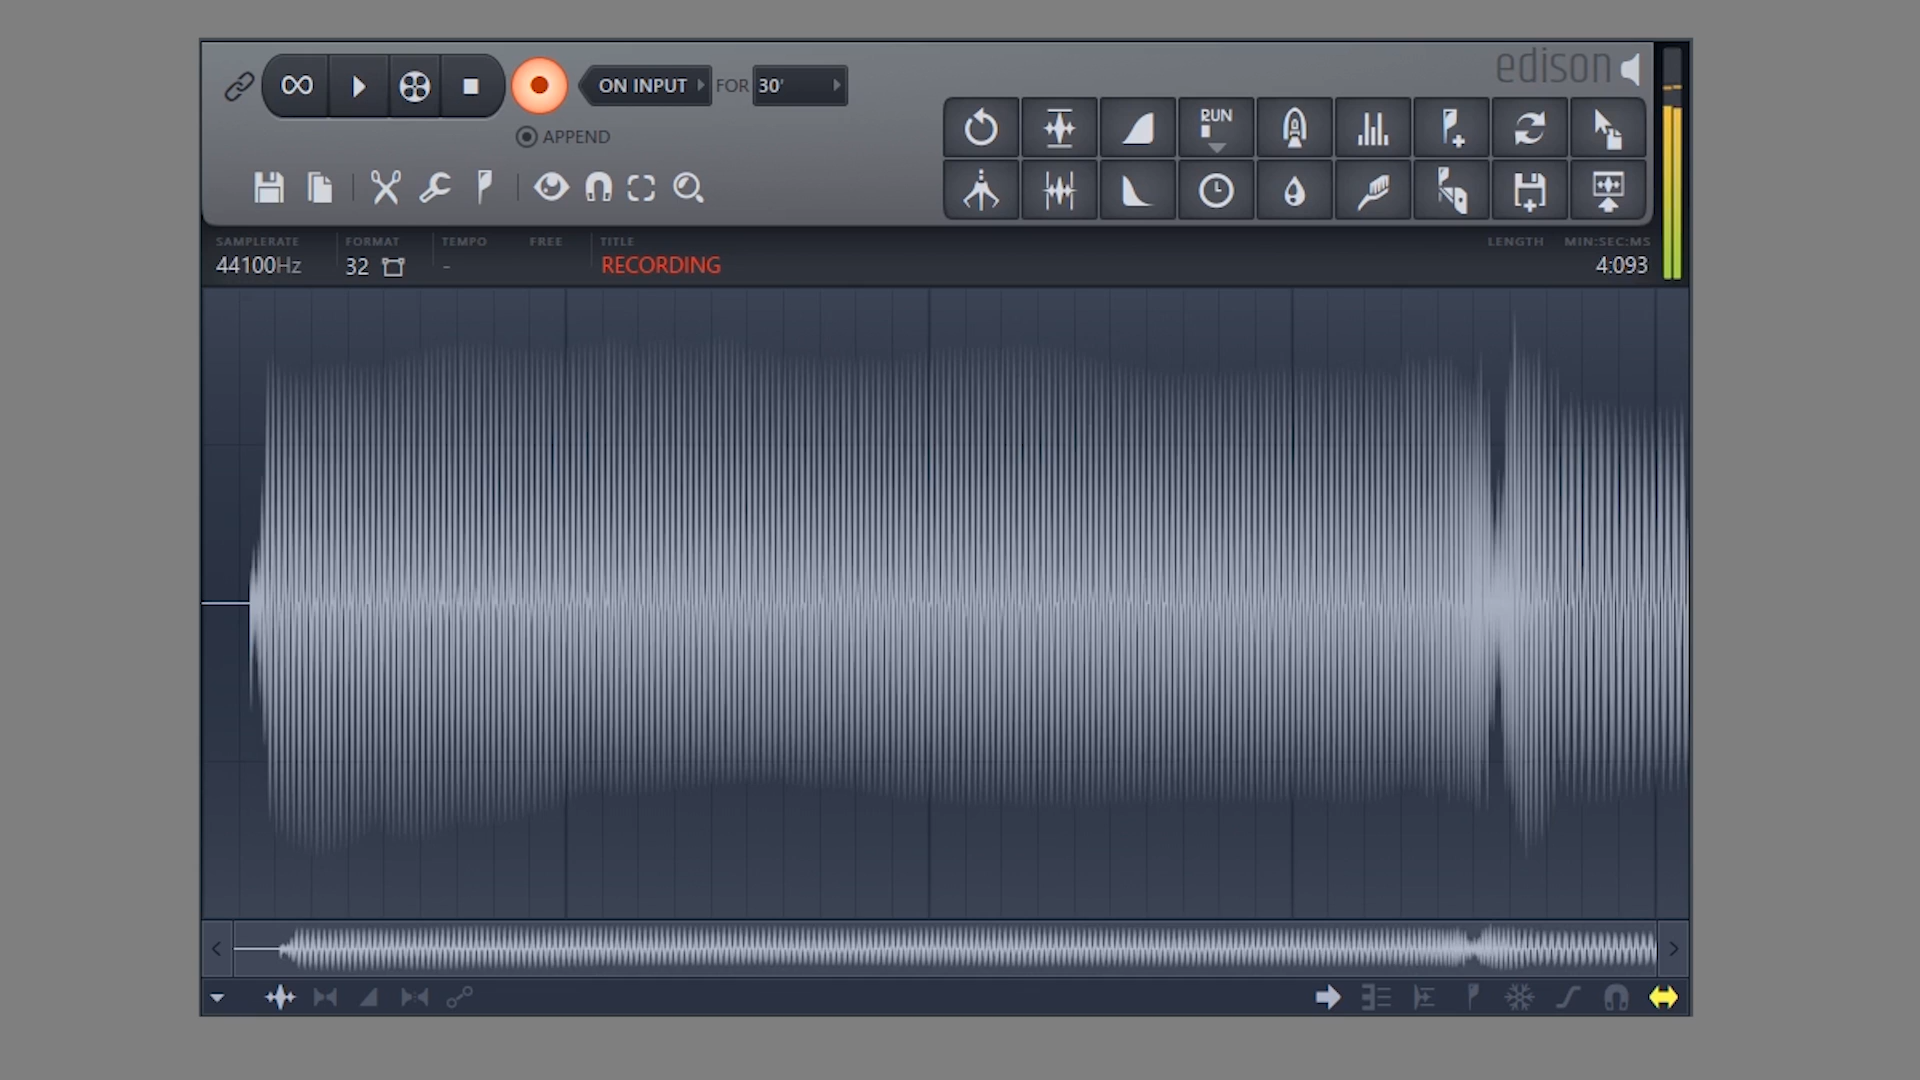 edison
ON INPUT FOR 30'
APPEND
RUN
SAMPLERATE FORMAT TEMPO FREE TITLE LENGTH MIN:SEC:MS
44100Hz 32 - RECORDING 4:093